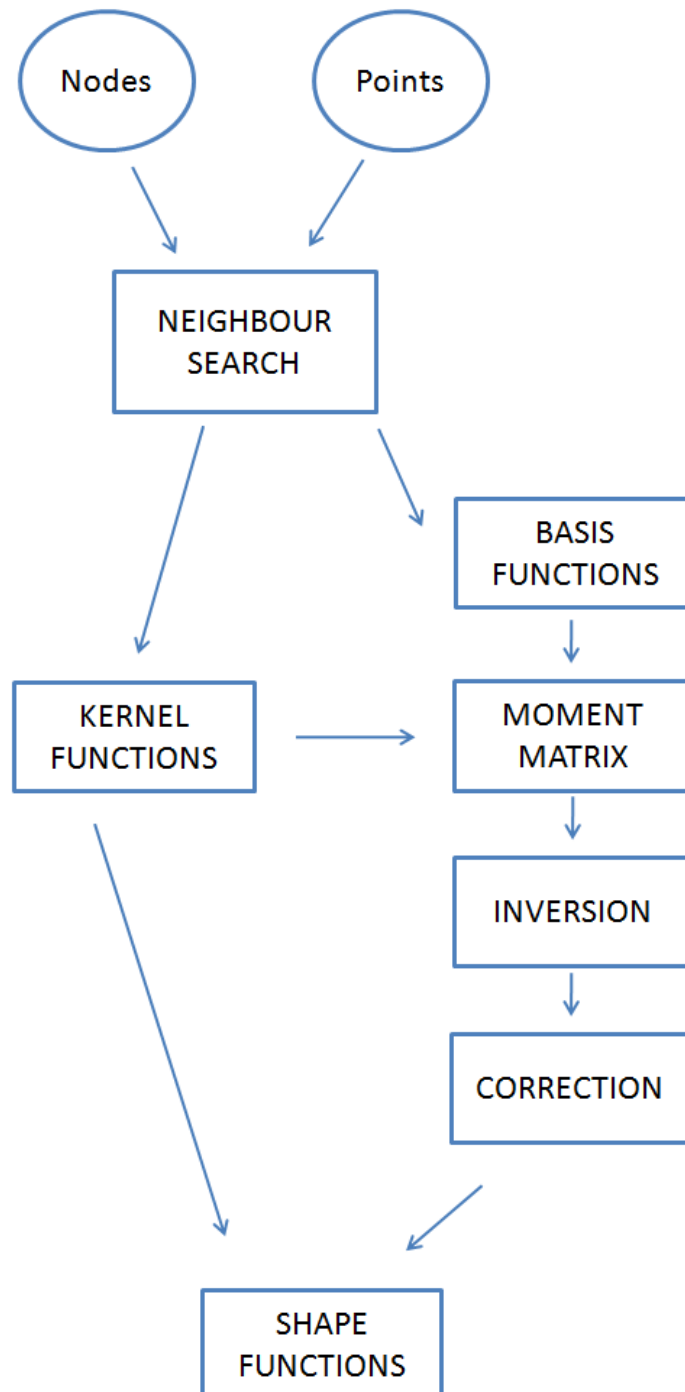 Nodes
Points
NEIGHBOUR
SEARCH
BASIS
FUNCTIONS
KERNEL
FUNCTIONS
MOMENT
MATRIX
INVERSION
CORRECTION
SHAPE
FUNCTIONS